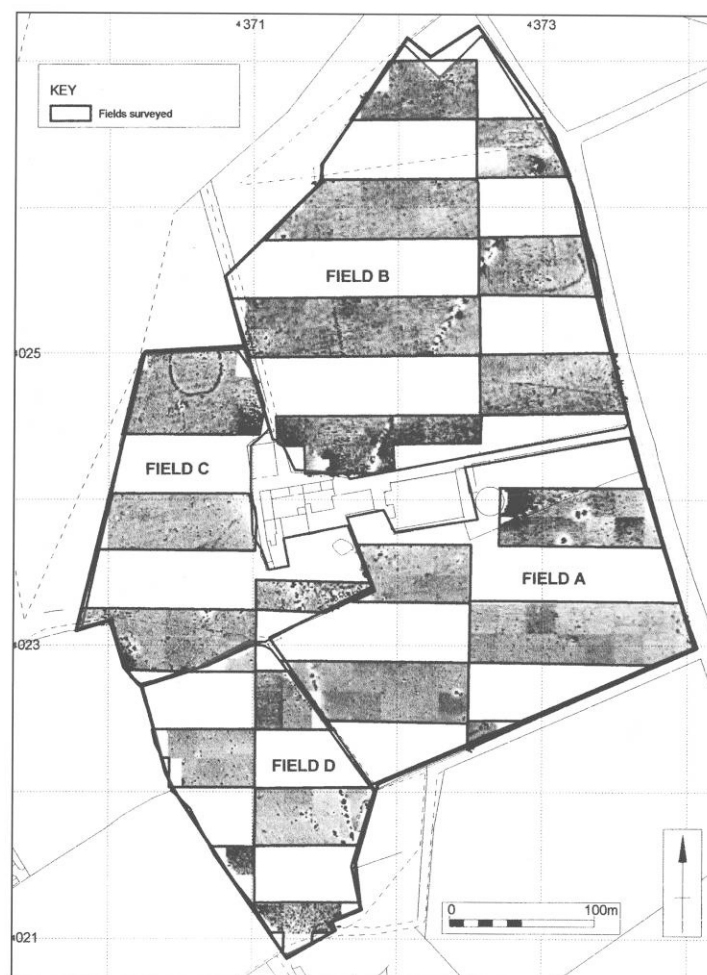 371
373
KEY
Fields surveyed
FIELD B
025
FIELD C
FIELD A
023
FIELD D
0
100m
021